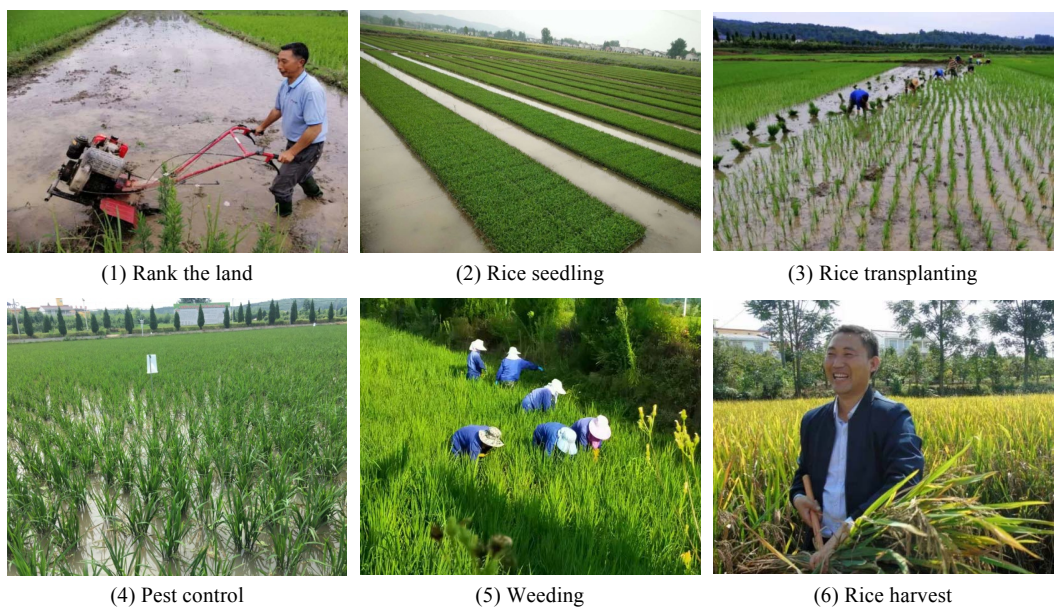 (1) Rank the land
(2) Rice seedling
(3) Rice transplanting
(4) Pest control
(5) Weeding
(6) Rice harvest